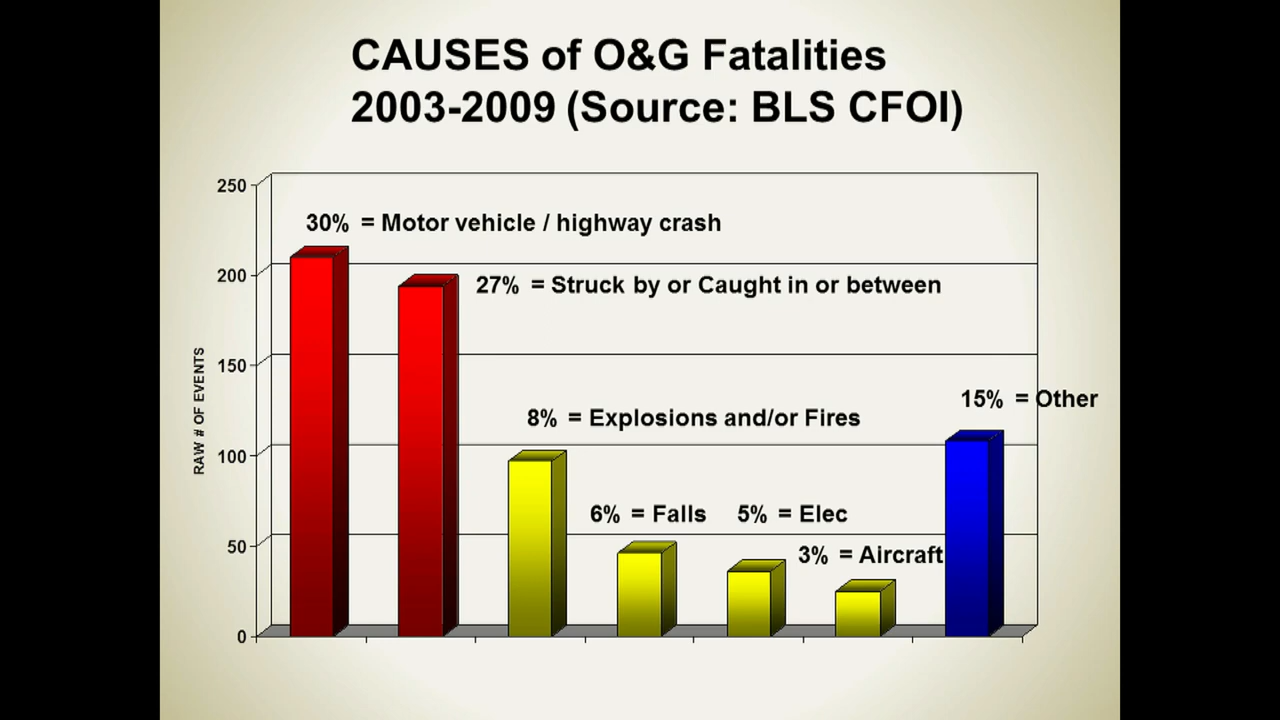 CAUSES of O&G Fatalities
2003-2009 (Source: BLS CFOI)
250
200
150
100
50
0
RAW # OF EVENTS
30% = Motor vehicle / highway crash
27% = Struck by or Caught in or between
15% = Other
8% = Explosions and/or Fires
6% = Falls
5% = Elec
3% = Aircraft